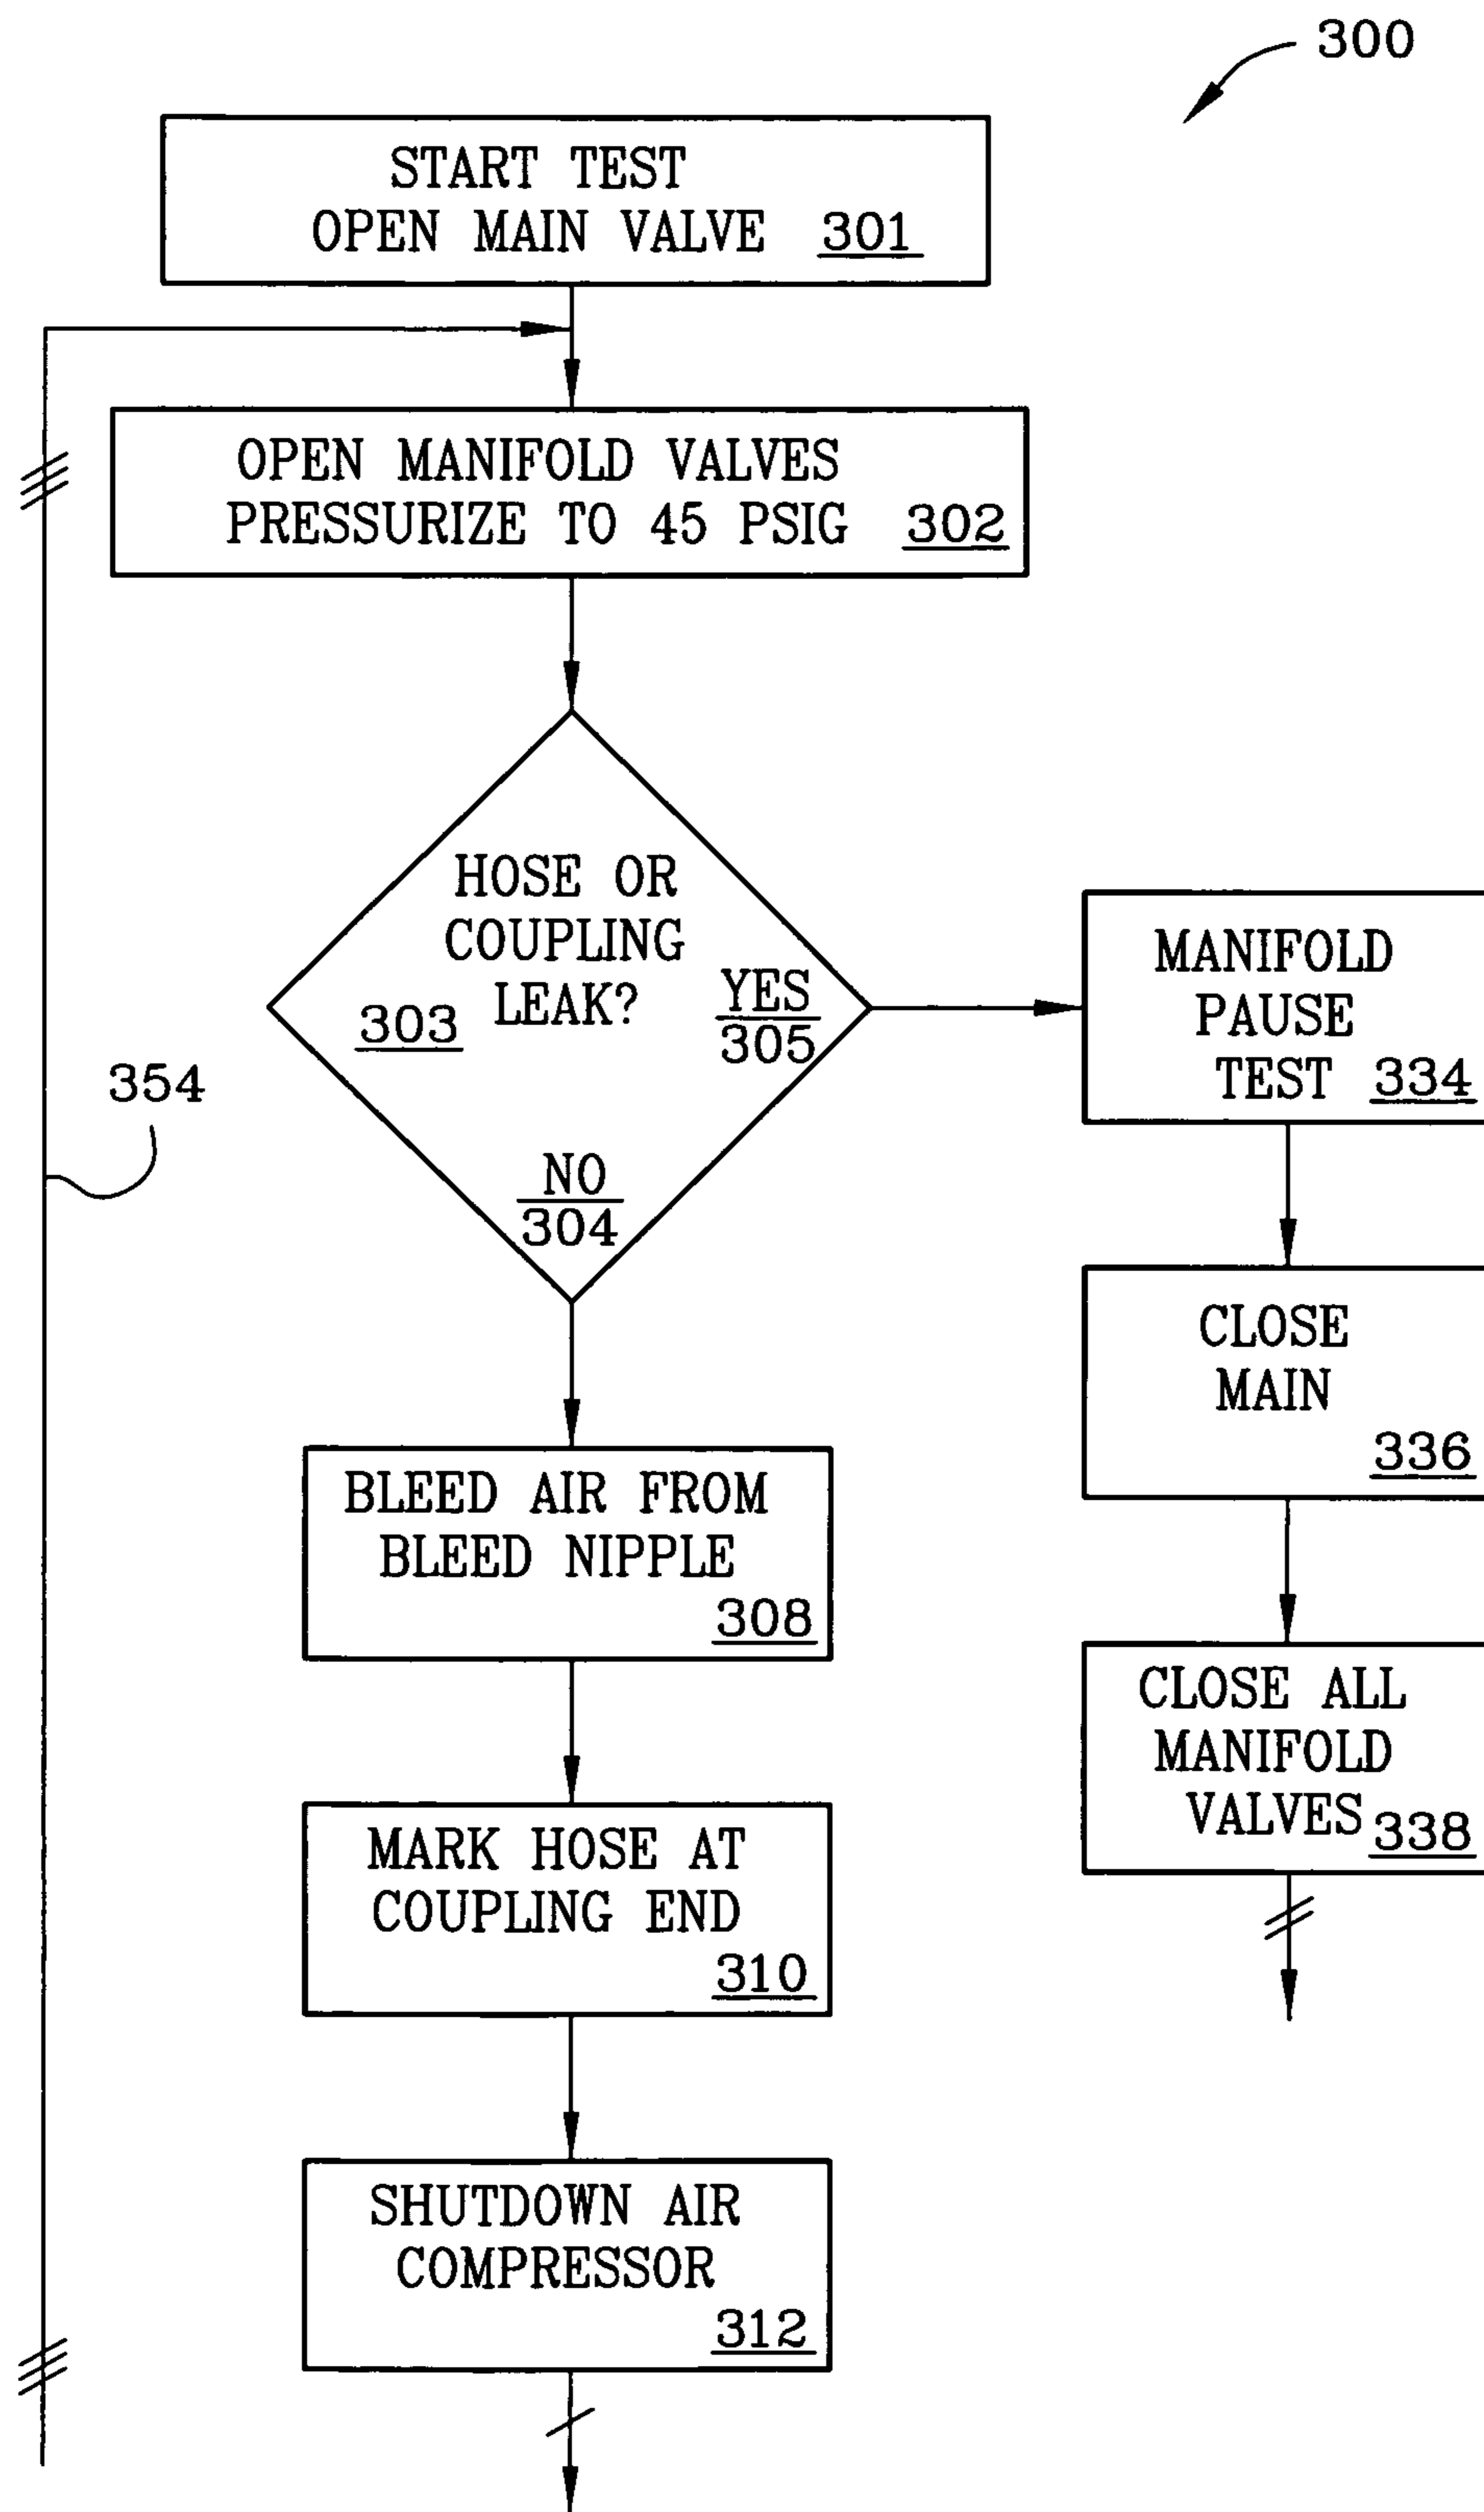 300
START TEST
OPEN MAIN VALVE 301
OPEN MANIFOLD VALVES
PRESSURIZE TO 45 PSIG 302
HOSE OR
COUPLING
LEAK?
303
YES
305
NO
304
354
MANIFOLD
PAUSE
TEST 334
CLOSE
MAIN
336
CLOSE ALL
MANIFOLD
VALVES 338
BLEED AIR FROM
BLEED NIPPLE
308
MARK HOSE AT
COUPLING END
310
SHUTDOWN AIR
COMPRESSOR
312